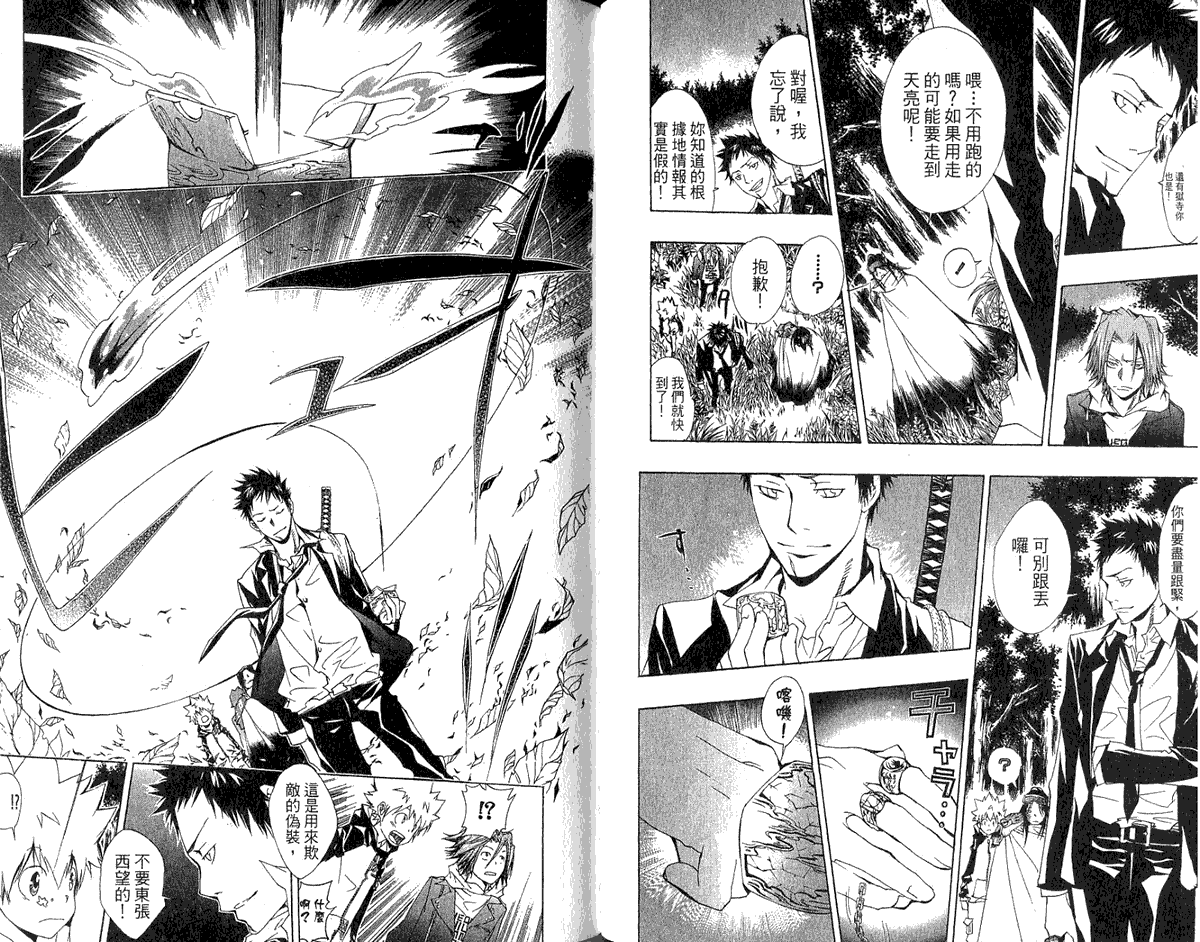 還有獄寺你
也是！
喂…不用跑的
嗎？如果用走
的可能要走到
天亮呢！
對喔，我
忘了說，
妳知道的根
據地情報其
實是假的！
！
……？
抱歉！
我們就快
到了！
你們要盡量跟緊，
可別跟丟
囉！
？
す…
チャラ…
喀嘰！
!?
什麼
啊？
這是用來欺
敵的偽裝，
不要東張
西望的！
!?